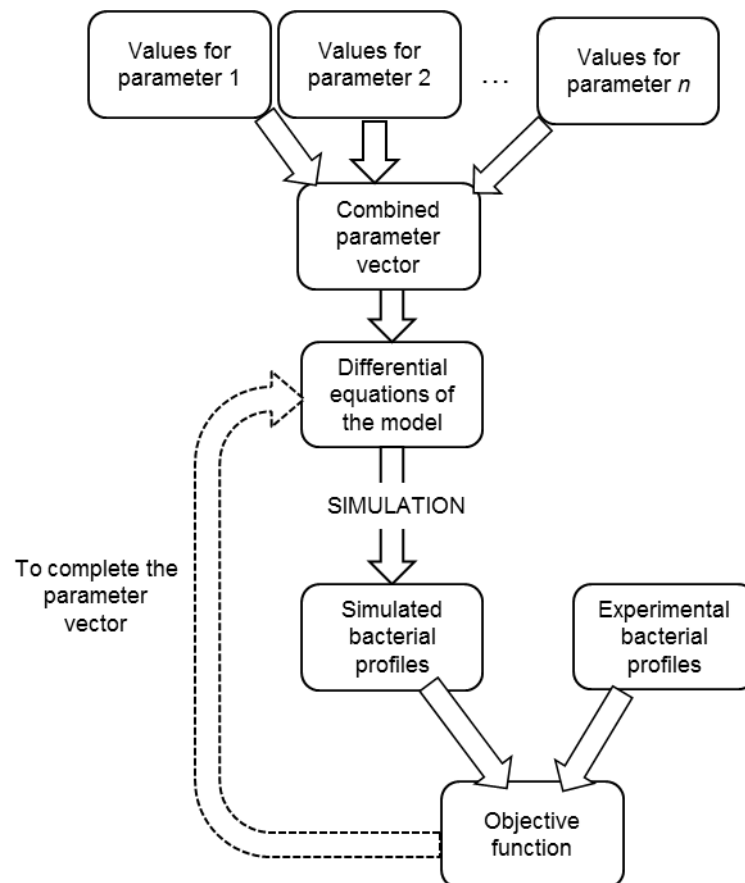 Values for
parameter 1
Values for
parameter 2
...
Values for
parameter n
Combined
parameter
vector
Differential
equations of
the model
SIMULATION
To complete the
parameter
vector
Simulated
bacterial
profiles
Experimental
bacterial
profiles
Objective
function